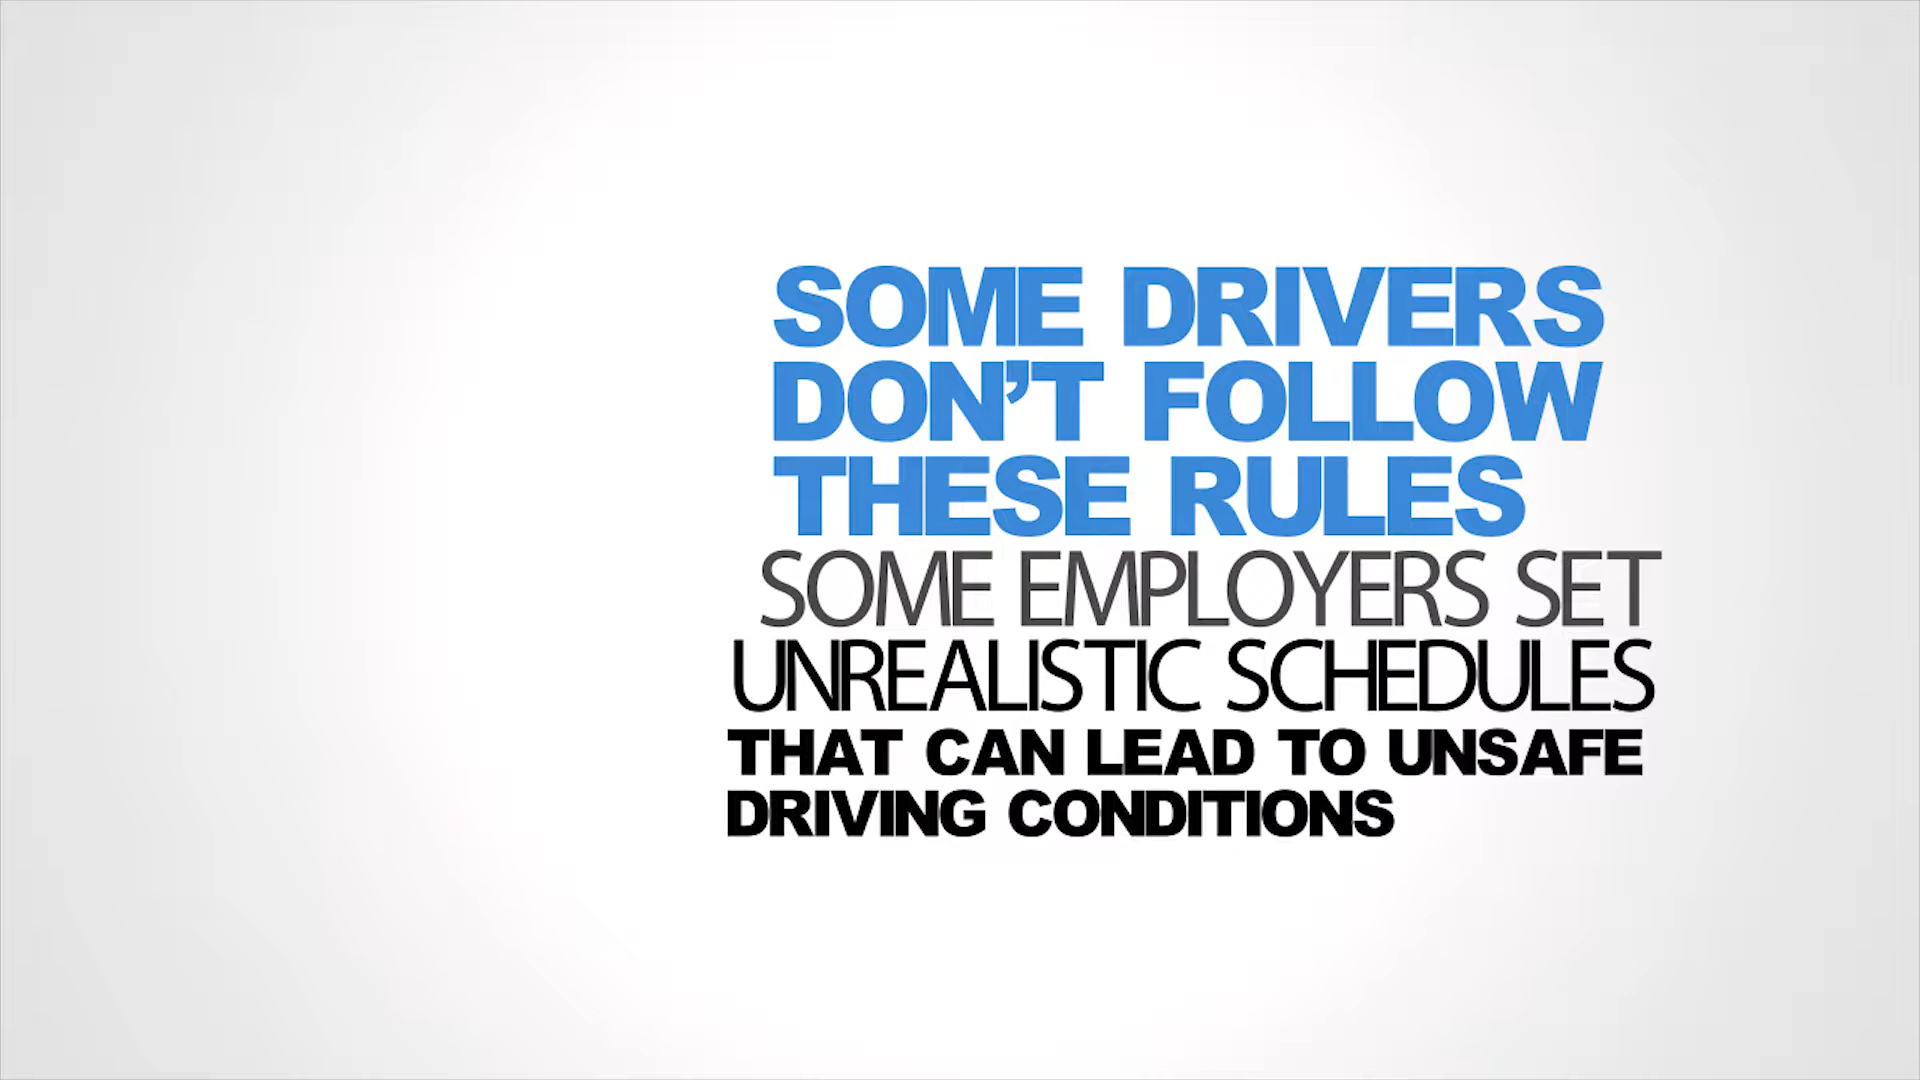 SOME DRIVERS
DON’T FOLLOW
THESE RULES
SOME EMPLOYERS SET
UNREALISTIC SCHEDULES
THAT CAN LEAD TO UNSAFE
DRIVING CONDITIONS